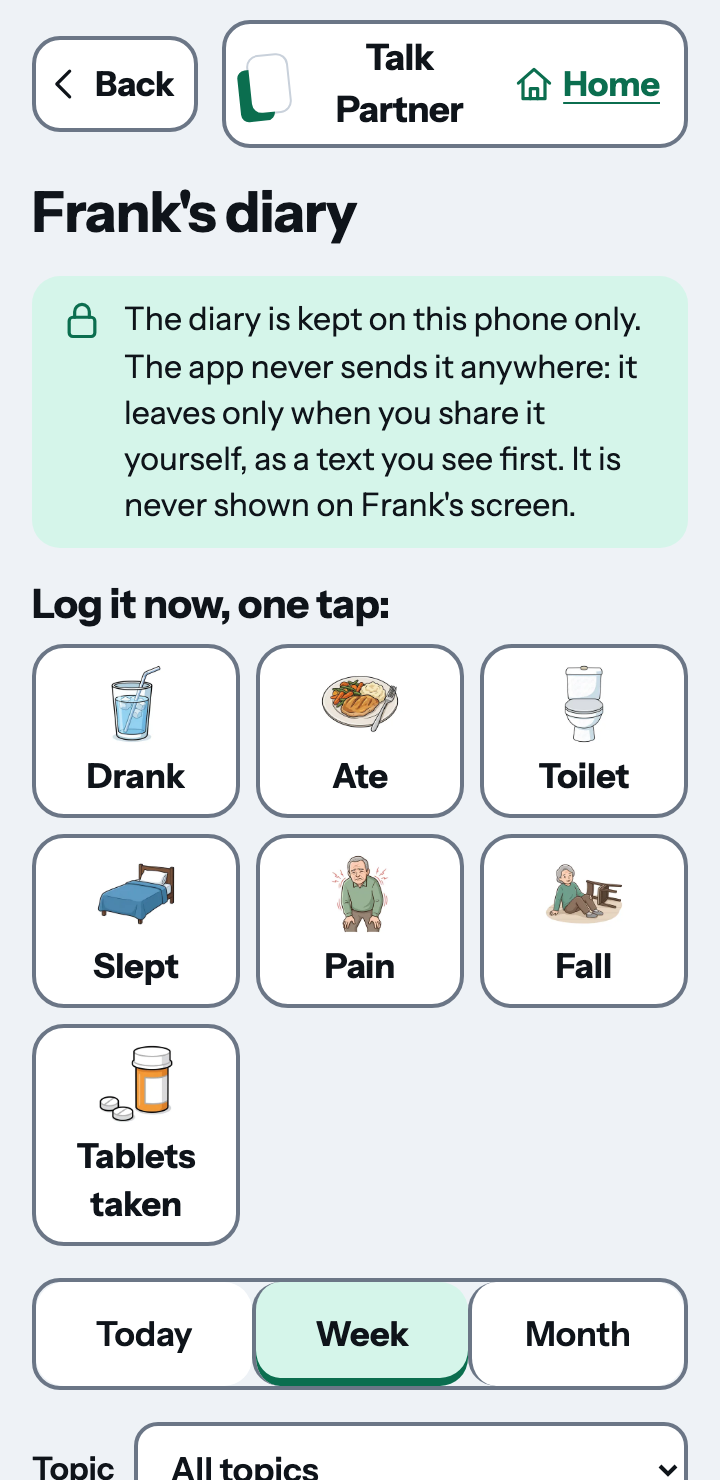 Back
Talk
Partner
Home
Frank's diary
The diary is kept on this phone only.
The app never sends it anywhere: it
leaves only when you share it
yourself, as a text you see first. It is
never shown on Frank's screen.
Log it now, one tap:
Drank
Ate
Toilet
Slept
Pain
Fall
Tablets
taken
Today
Week
Month
Topic
All topics